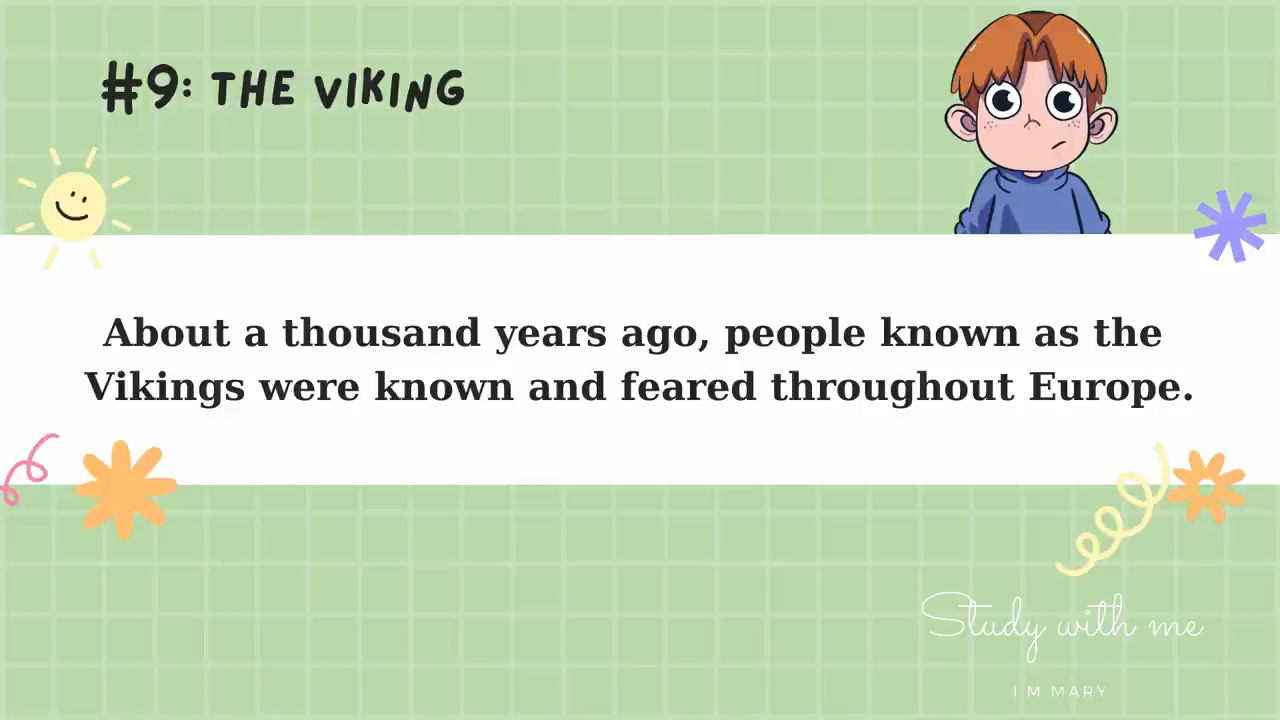 #9: THE VIKING
About a thousand years ago, people known as the
Vikings were known and feared throughout Europe.
Study with me
I M MARY